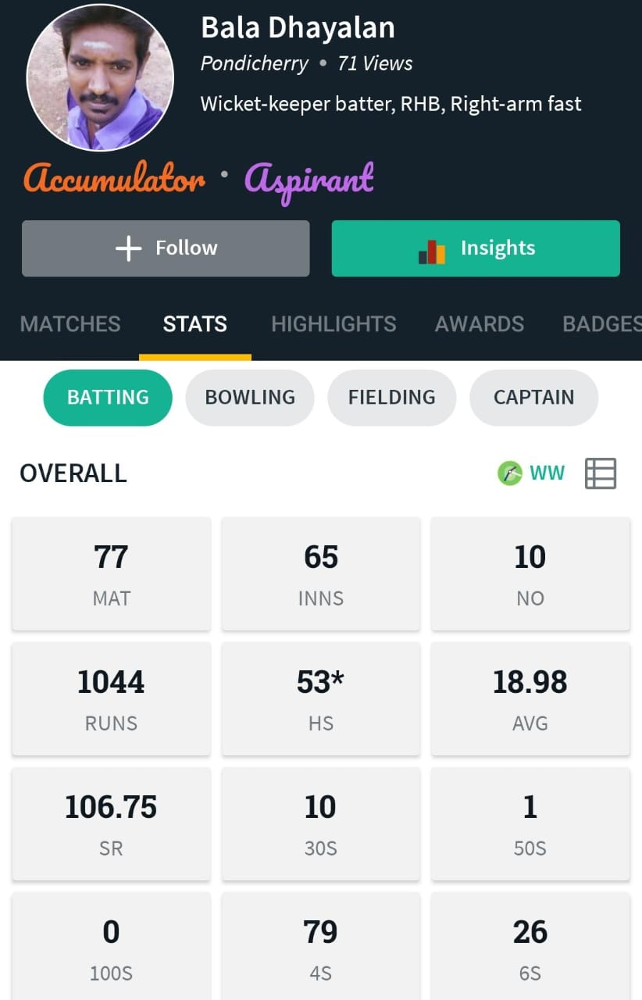 Bala Dhayalan
Pondicherry • 71 Views
Wicket-keeper batter, RHB, Right-arm fast
Accumulator • Aspirant
+ Follow Insights
MATCHES STATS HIGHLIGHTS AWARDS BADGES
BATTING BOWLING FIELDING CAPTAIN
OVERALL WW
77 65 10
MAT INNS NO
1044 53* 18.98
RUNS HS AVG
106.75 10 1
SR 30S 50S
0 79 26
100S 4S 6S